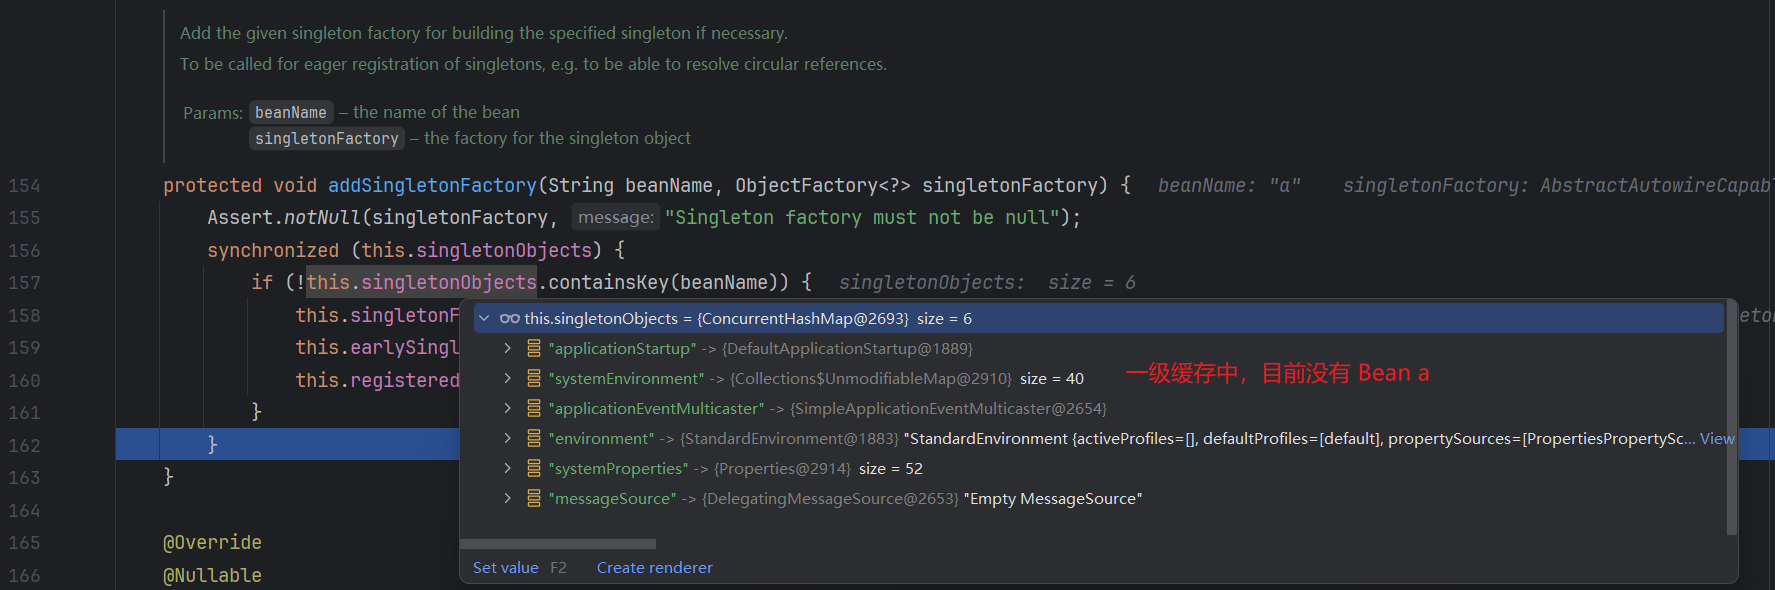 Add the given singleton factory for building the specified singleton if necessary.
To be called for eager registration of singletons, e.g. to be able to resolve circular references.
Params: beanName – the name of the bean
singletonFactory – the factory for the singleton object
154 protected void addSingletonFactory(String beanName, ObjectFactory<?> singletonFactory) { beanName: "a" singletonFactory: AbstractAutowireCapab
155 Assert.notNull(singletonFactory, message: "Singleton factory must not be null");
156 synchronized (this.singletonObjects) {
157 if (!this.singletonObjects.containsKey(beanName)) { singletonObjects: size = 6
158 this.singletonF
this.singletonObjects = {ConcurrentHashMap@2693} size = 6
159 this.earlySingl
"applicationStartup" -> {DefaultApplicationStartup@1889}
160 this.registered
"systemEnvironment" -> {Collections$UnmodifiableMap@2910} size = 40
一级缓存中，目前没有 Bean a
161 }
"applicationEventMulticaster" -> {SimpleApplicationEventMulticaster@2654}
162 }
"environment" -> {StandardEnvironment@1883} "StandardEnvironment {activeProfiles=[], defaultProfiles=[default], propertySources=[PropertiesPropertySc... View
163 }
"systemProperties" -> {Properties@2914} size = 52
"messageSource" -> {DelegatingMessageSource@2653} "Empty MessageSource"
164
165 @Override
Set value F2 Create renderer
166 @Nullable